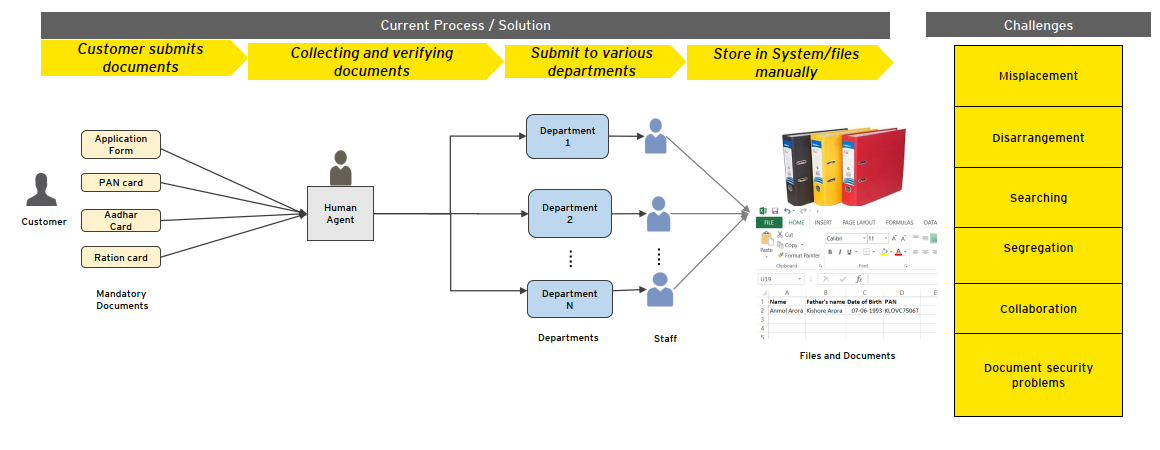 Current Process / Solution
Challenges
Customer submits
documents
Collecting and verifying
documents
Submit to various
departments
Store in System/files
manually
Misplacement
Disarrangement
Searching
Segregation
Collaboration
Document security
problems
Customer
Application
Form
PAN card
Aadhar
Card
Ration card
Mandatory
Documents
Human
Agent
Department
1
Department
2
Department
N
Departments
Staff
FILE HOME INSERT PAGE LAYOUT FORMULAS DATA
Cut
Copy
Format Painter
Paste
Clipboard
Calibri 11 A A
B I U A
Font
U19 fx
A B C D E
1 Name Father's name Date of Birth PAN
2 Anmol Arora Kishore Arora 07-06-1993 KLOVC7506T
3
4
5
Files and Documents